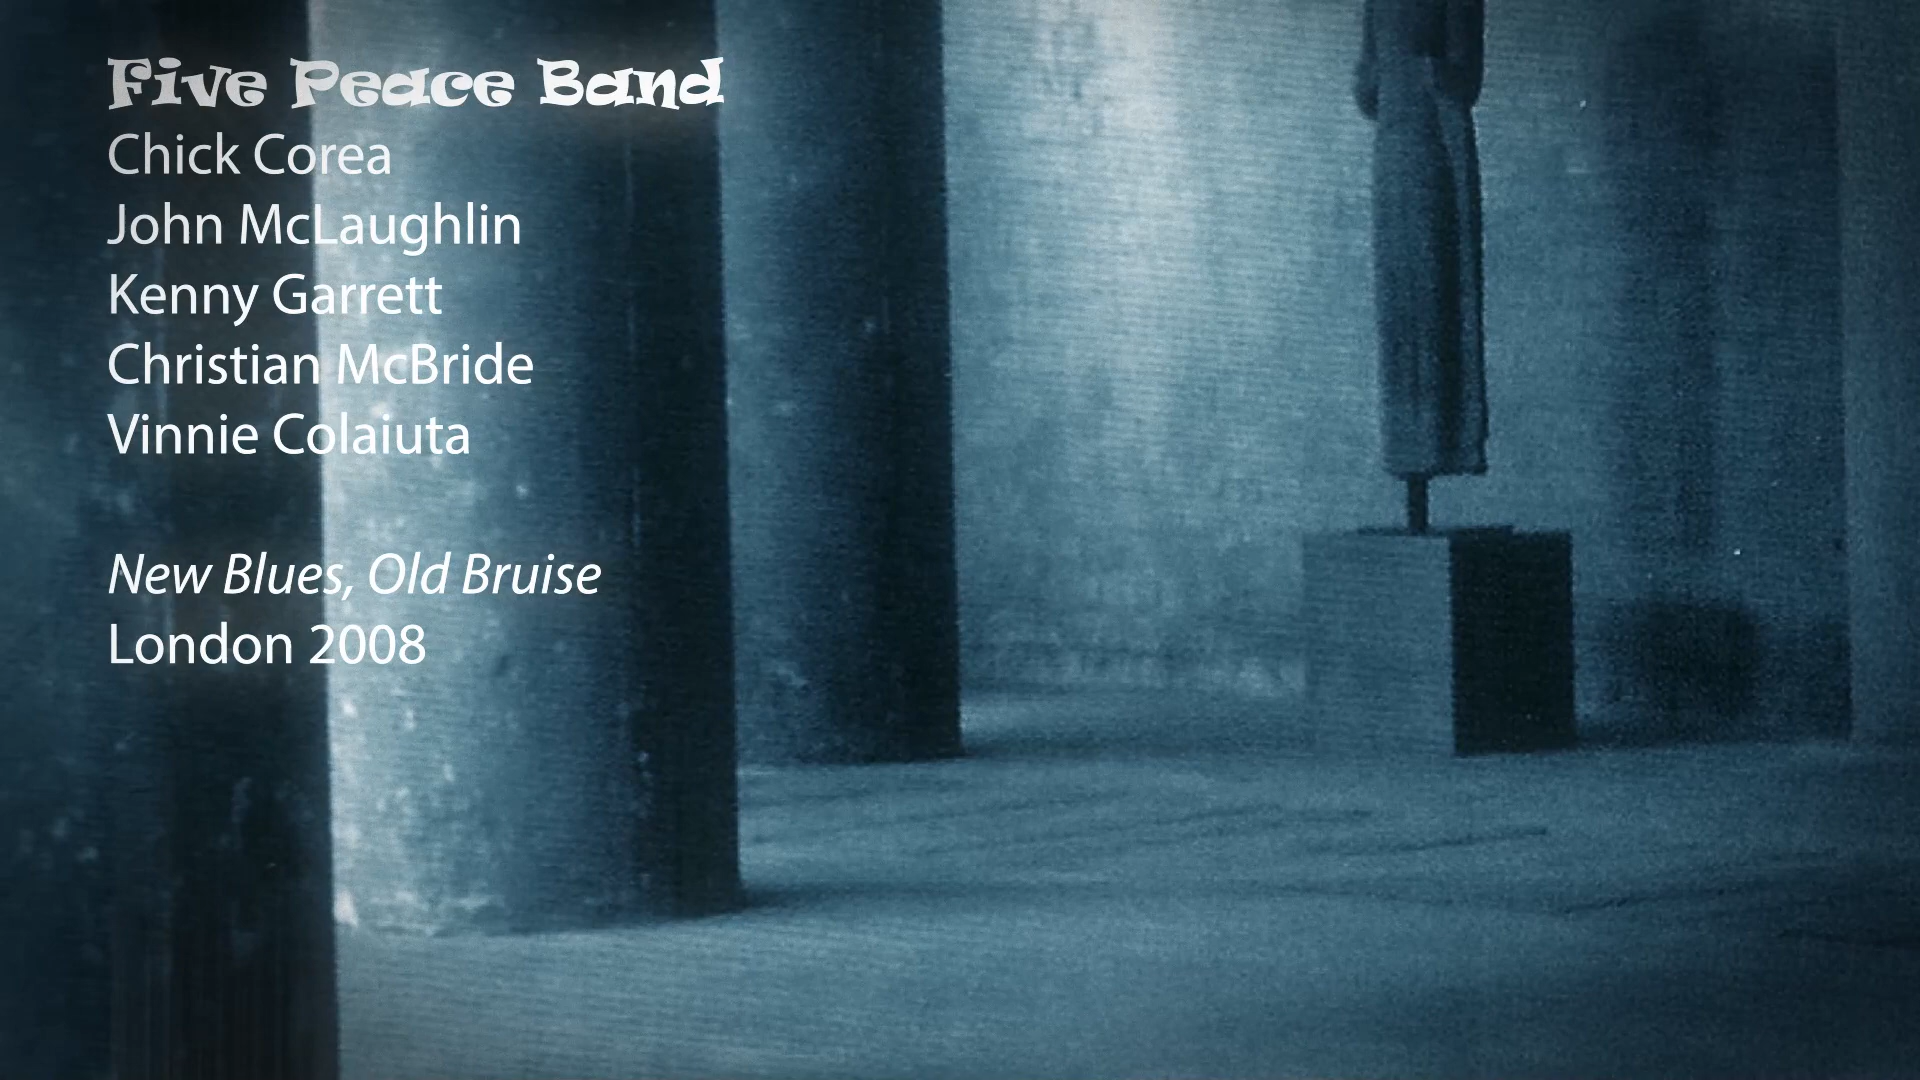 Five Peace Band
Chick Corea
John McLaughlin
Kenny Garrett
Christian McBride
Vinnie Colaiuta
New Blues, Old Bruise
London 2008